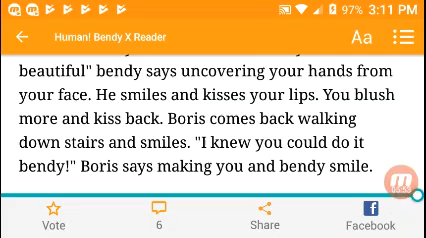 97% 3:11 PM
Human! Bendy X Reader
Aa
beautiful" bendy says uncovering your hands from
your face. He smiles and kisses your lips. You blush
more and kiss back. Boris comes back walking
down stairs and smiles. "I knew you could do it
bendy!" Boris says making you and bendy smile.
Vote
6
Share
Facebook